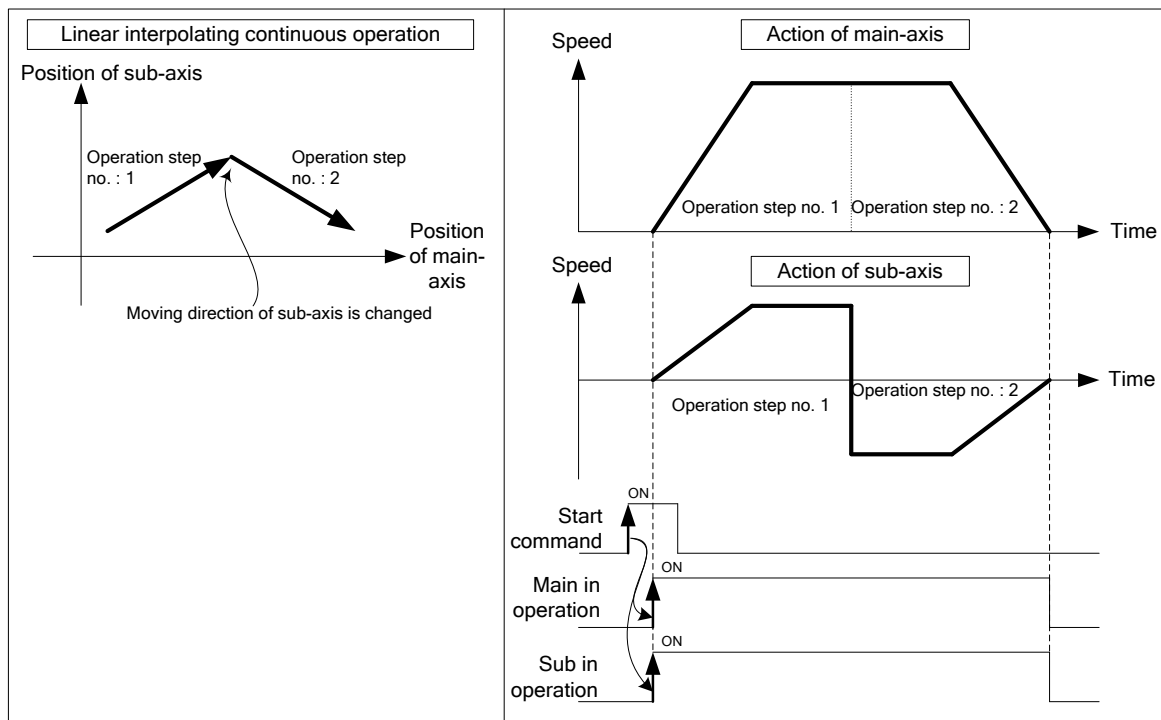 Linear interpolating continuous operation
Position of sub-axis
Operation step
no. : 1
Operation step
no. : 2
Position
of main-
axis
Moving direction of sub-axis is changed
Action of main-axis
Speed
Operation step no. 1
Operation step no. : 2
Time
Action of sub-axis
Speed
Operation step no. 1
Operation step no. : 2
Time
ON
Start
command
ON
Main in
operation
ON
Sub in
operation